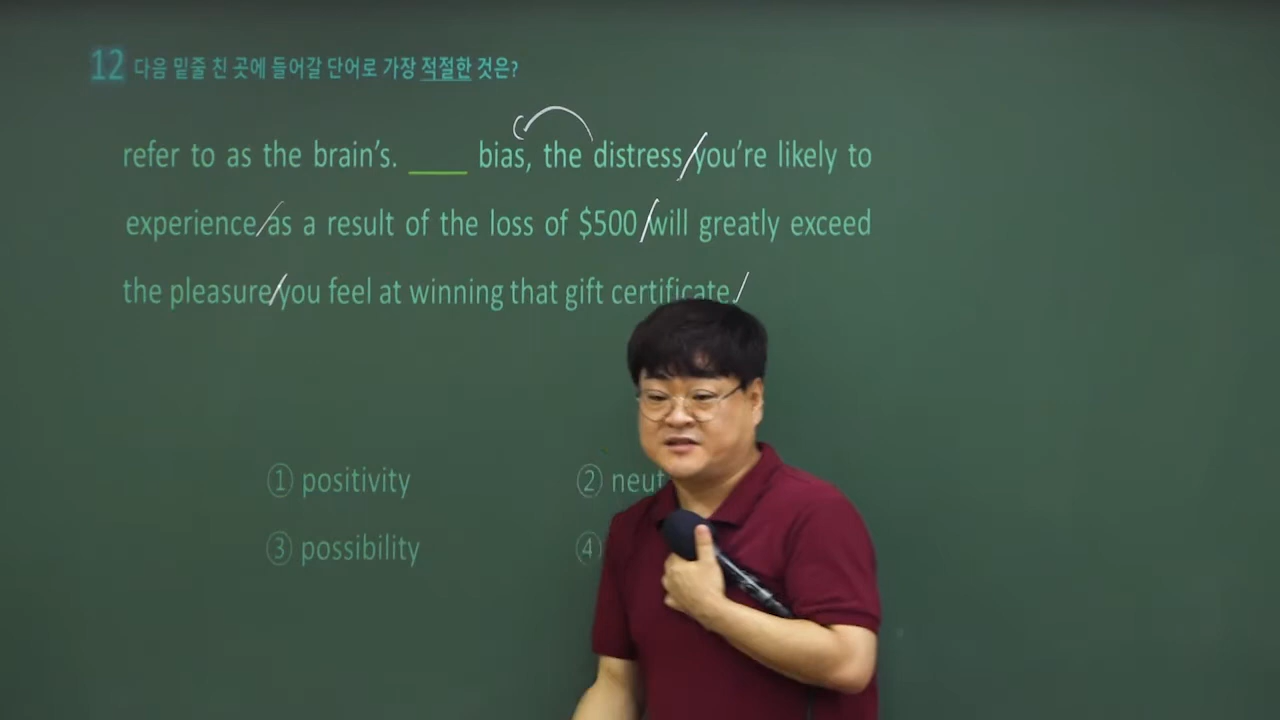 12 다음 밑줄 친 곳에 들어갈 단어로 가장 적절한 것은?
refer to as the brain's. ____ bias, the distress you're likely to
experience as a result of the loss of $500 will greatly exceed
the pleasure you feel at winning that gift certificate.
① positivity ②
③ possibility ④